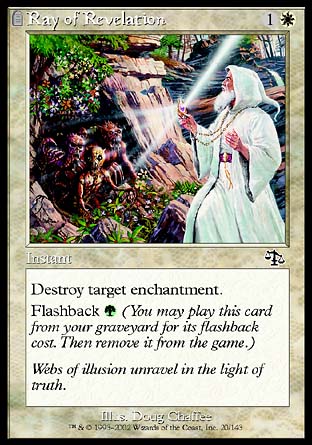 Ray of Revelation 1
Instant
Destroy target enchantment.
Flashback (You may play this card
from your graveyard for its flashback
cost. Then remove it from the game.)
Webs of illusion unravel in the light of
truth.
Illus. Doug Chaffee
™ & © 1993–2002 Wizards of the Coast, Inc. 20/143